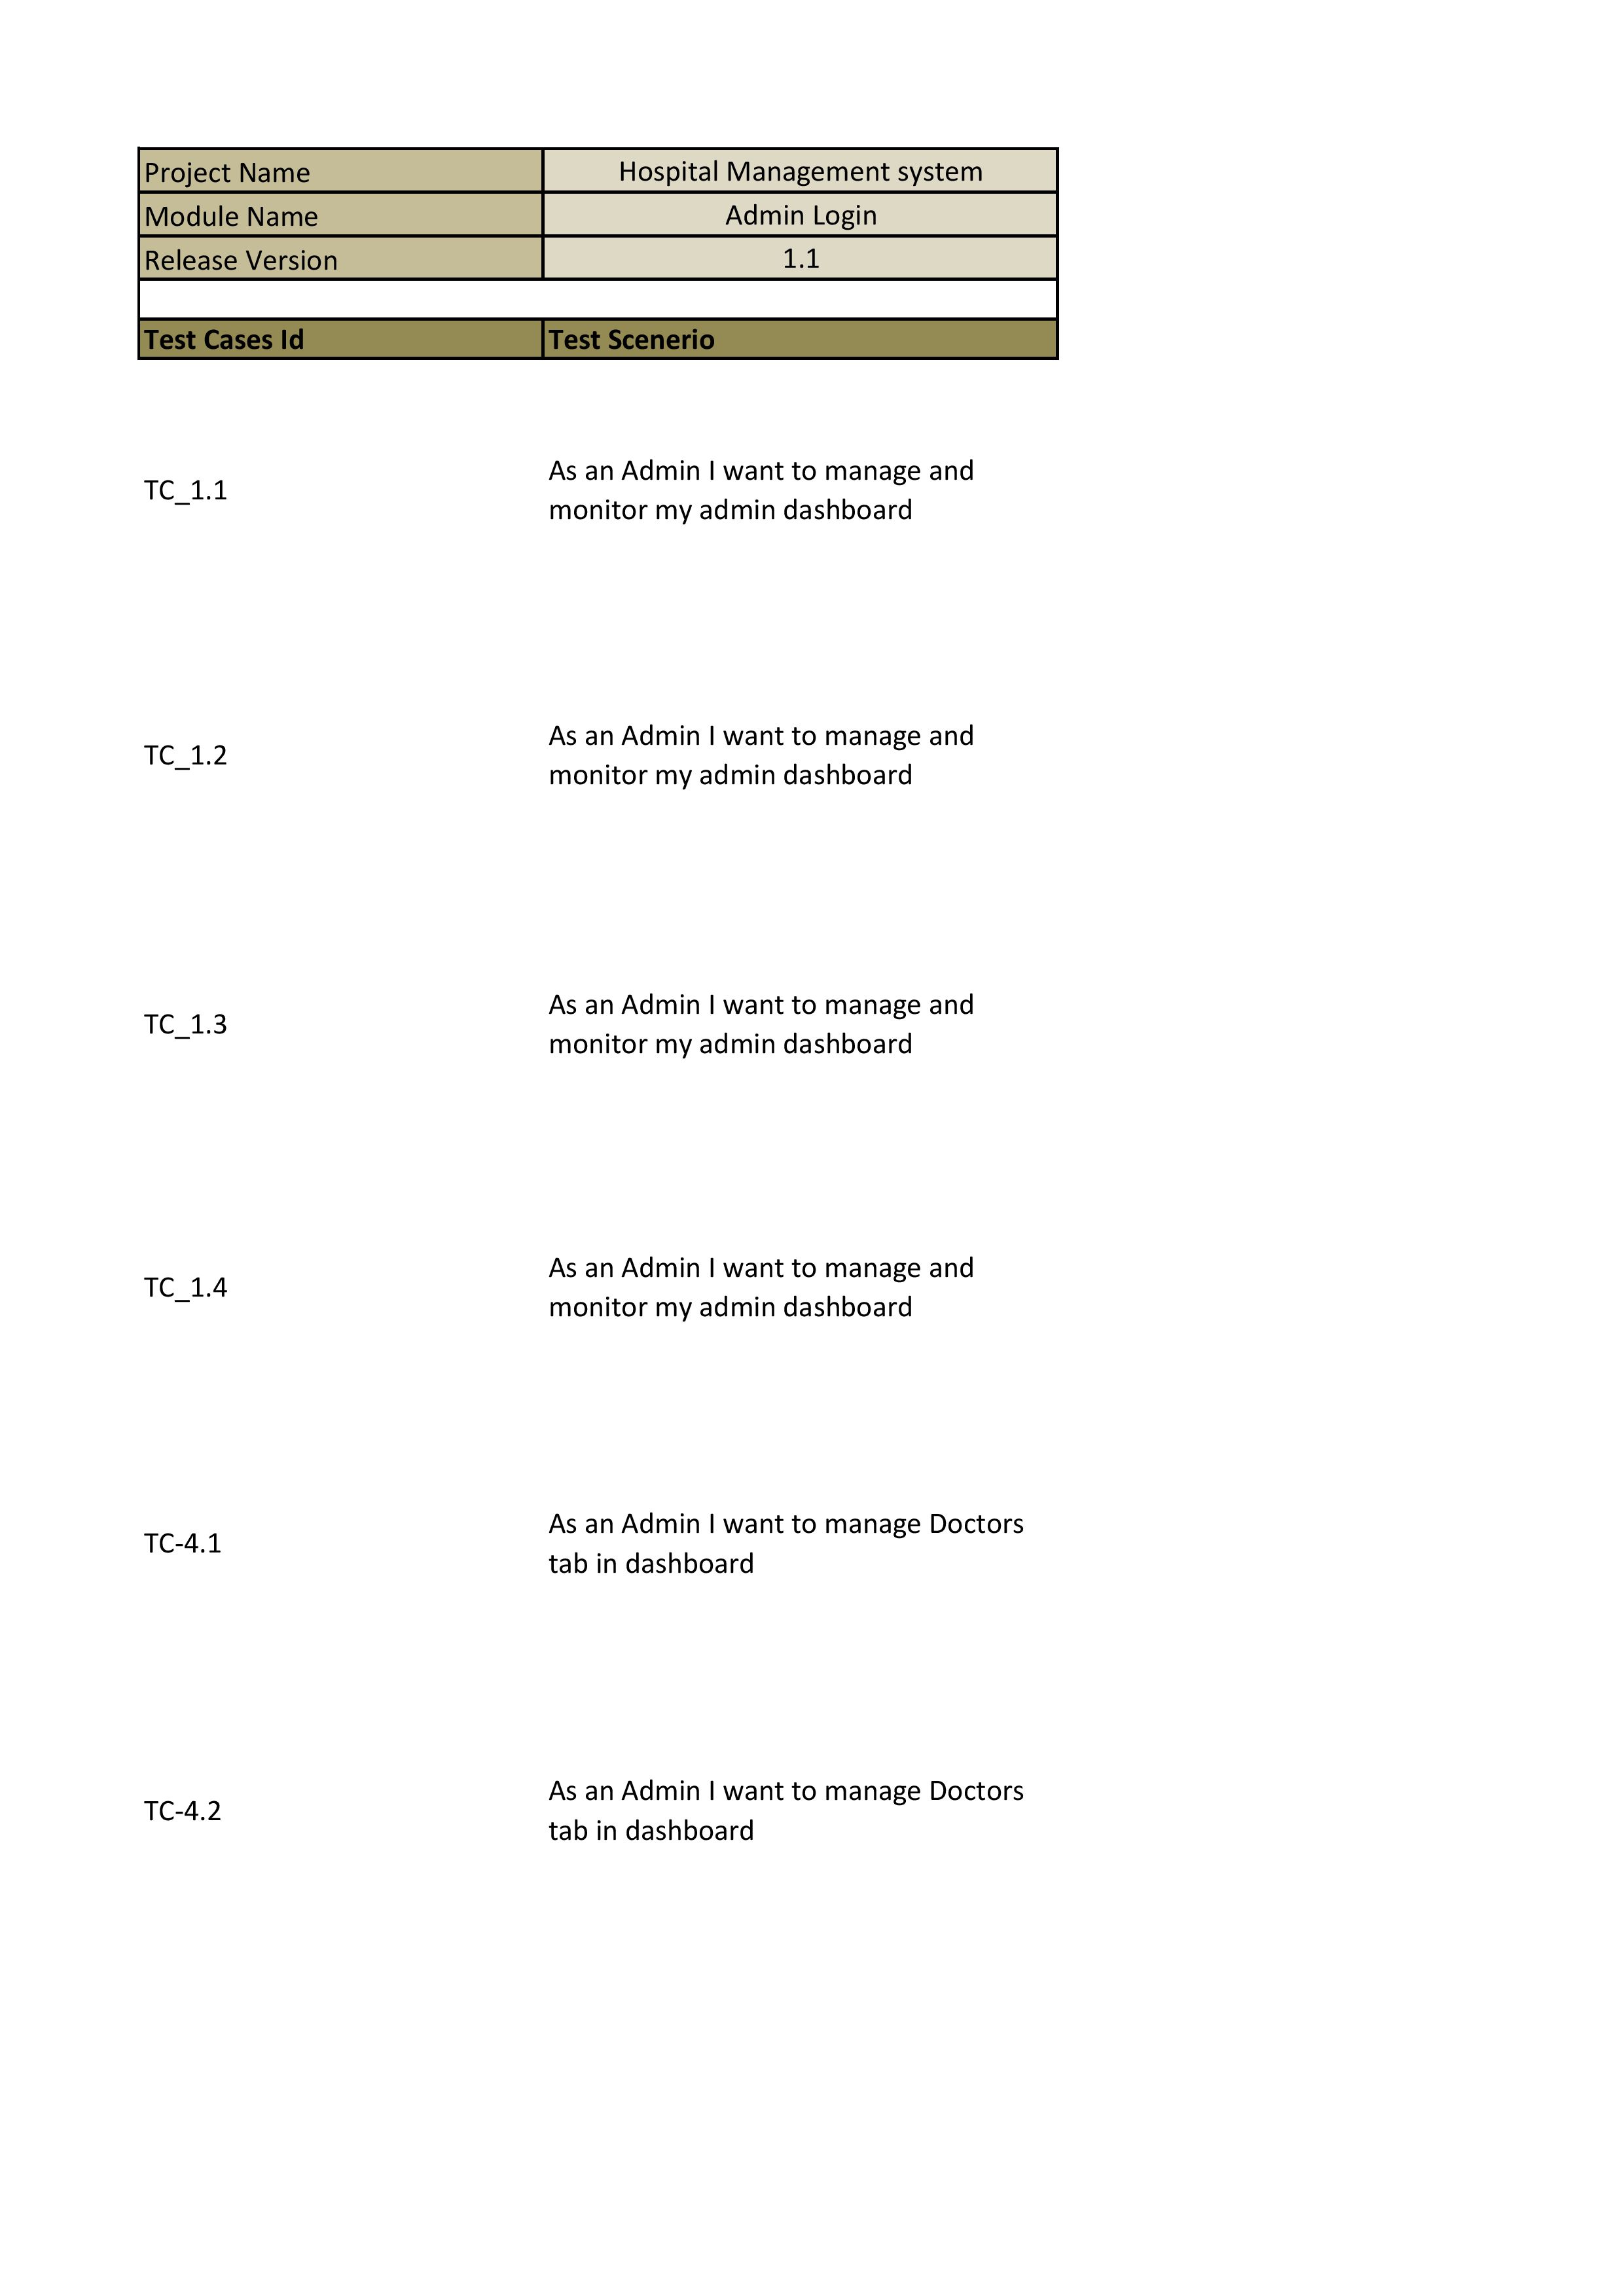 Project Name Hospital Management system
Module Name Admin Login
Release Version 1.1
Test Cases Id Test Scenerio
As an Admin I want to manage and
TC_1.1
monitor my admin dashboard
As an Admin I want to manage and
TC_1.2
monitor my admin dashboard
As an Admin I want to manage and
TC_1.3
monitor my admin dashboard
As an Admin I want to manage and
TC_1.4
monitor my admin dashboard
As an Admin I want to manage Doctors
TC-4.1
tab in dashboard
As an Admin I want to manage Doctors
TC-4.2
tab in dashboard